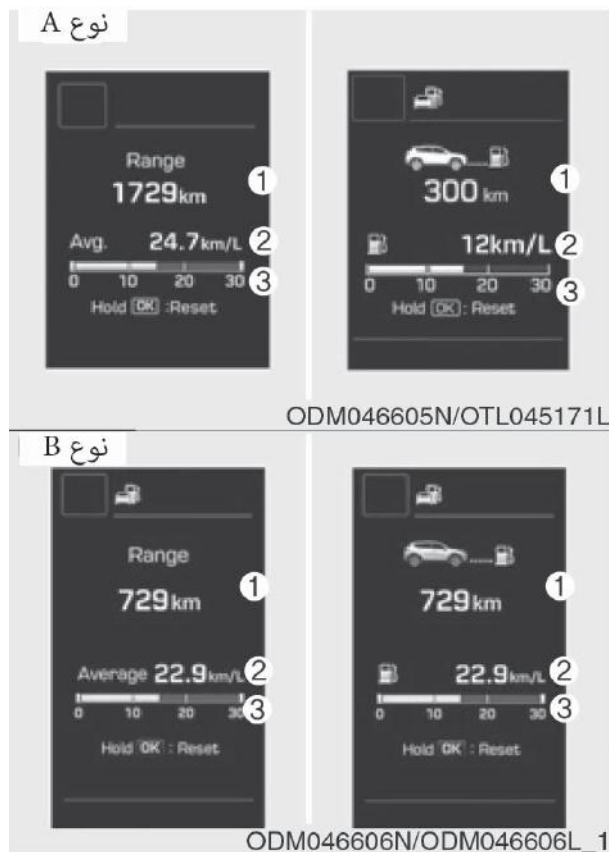 نوع A
Range
1729km
①
Avg. 24.7km/L ②
0 10 20 30 ③
Hold OK :Reset
300 km
①
12km/L ②
0 10 20 30
③
Hold OK : Reset
ODM046605N/OTL045171L
نوع B
Range
729km
①
Average 22.9km/L ②
0 10 20 30 ③
Hold OK : Reset
729km
①
22.9km/L ②
0 10 20 30 ③
Hold OK : Reset
ODM046606N/ODM046606L_1